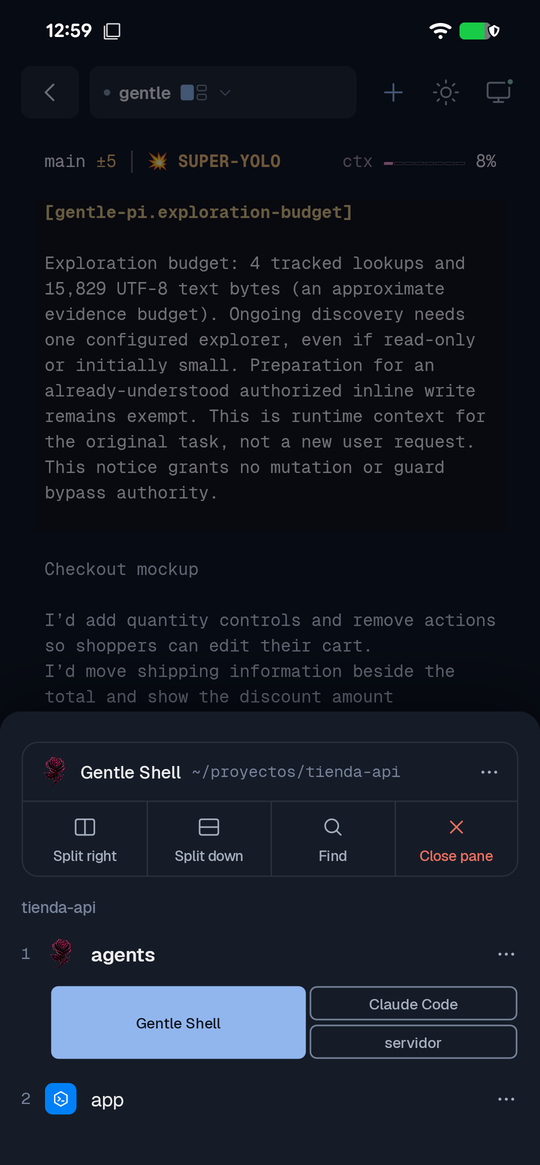 12:59
gentle
main ±5 │ 💥 SUPER-YOLO ctx 8%
[gentle-pi.exploration-budget]
Exploration budget: 4 tracked lookups and
15,829 UTF-8 text bytes (an approximate
evidence budget). Ongoing discovery needs
one configured explorer, even if read-only
or initially small. Preparation for an
already-understood authorized inline write
remains exempt. This is runtime context for
the original task, not a new user request.
This notice grants no mutation or guard
bypass authority.
Checkout mockup
I'd add quantity controls and remove actions
so shoppers can edit their cart.
I'd move shipping information beside the
total and show the discount amount
Gentle Shell ~/proyectos/tienda-api
Split right Split down Find Close pane
tienda-api
1 agents
Gentle Shell
Claude Code
servidor
2 app